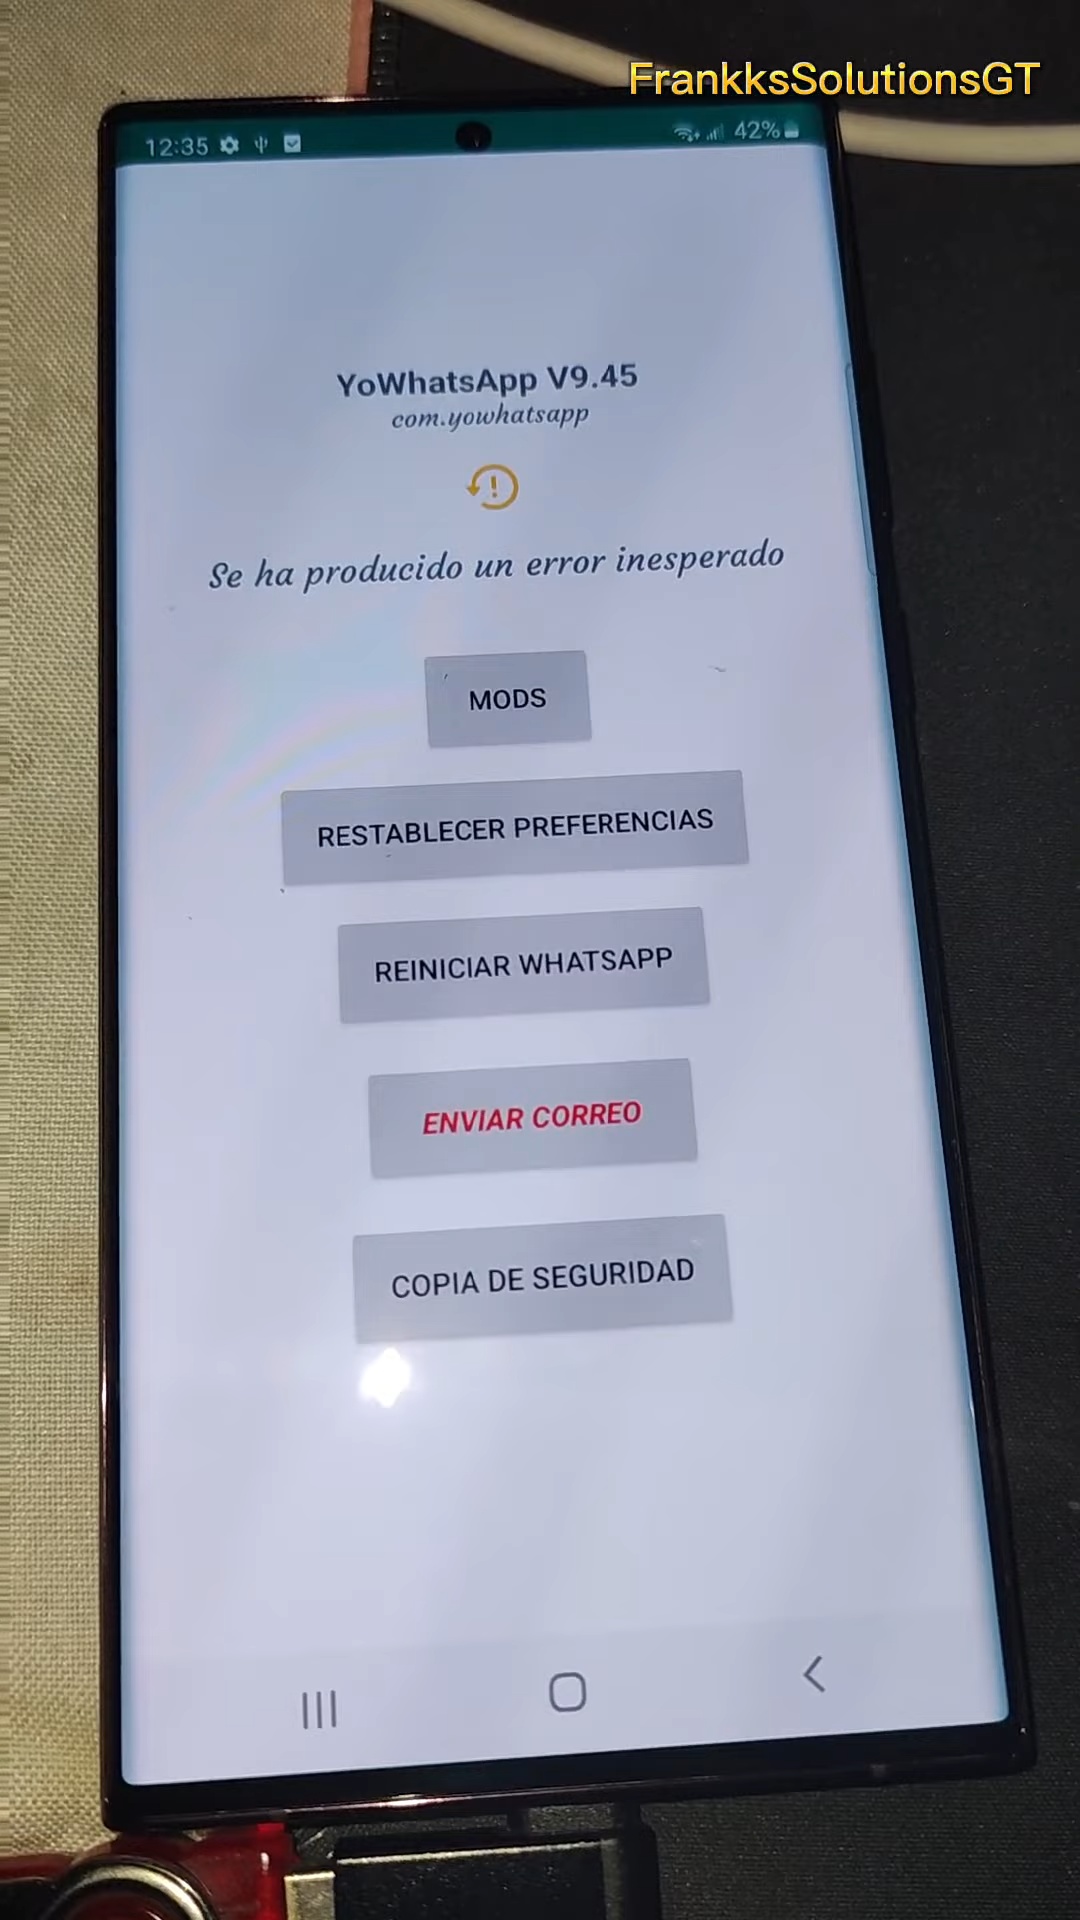 FrankksSolutionsGT
12:35 42%
YoWhatsApp V9.45
com.yowhatsapp
Se ha producido un error inesperado
MODS
RESTABLECER PREFERENCIAS
REINICIAR WHATSAPP
ENVIAR CORREO
COPIA DE SEGURIDAD